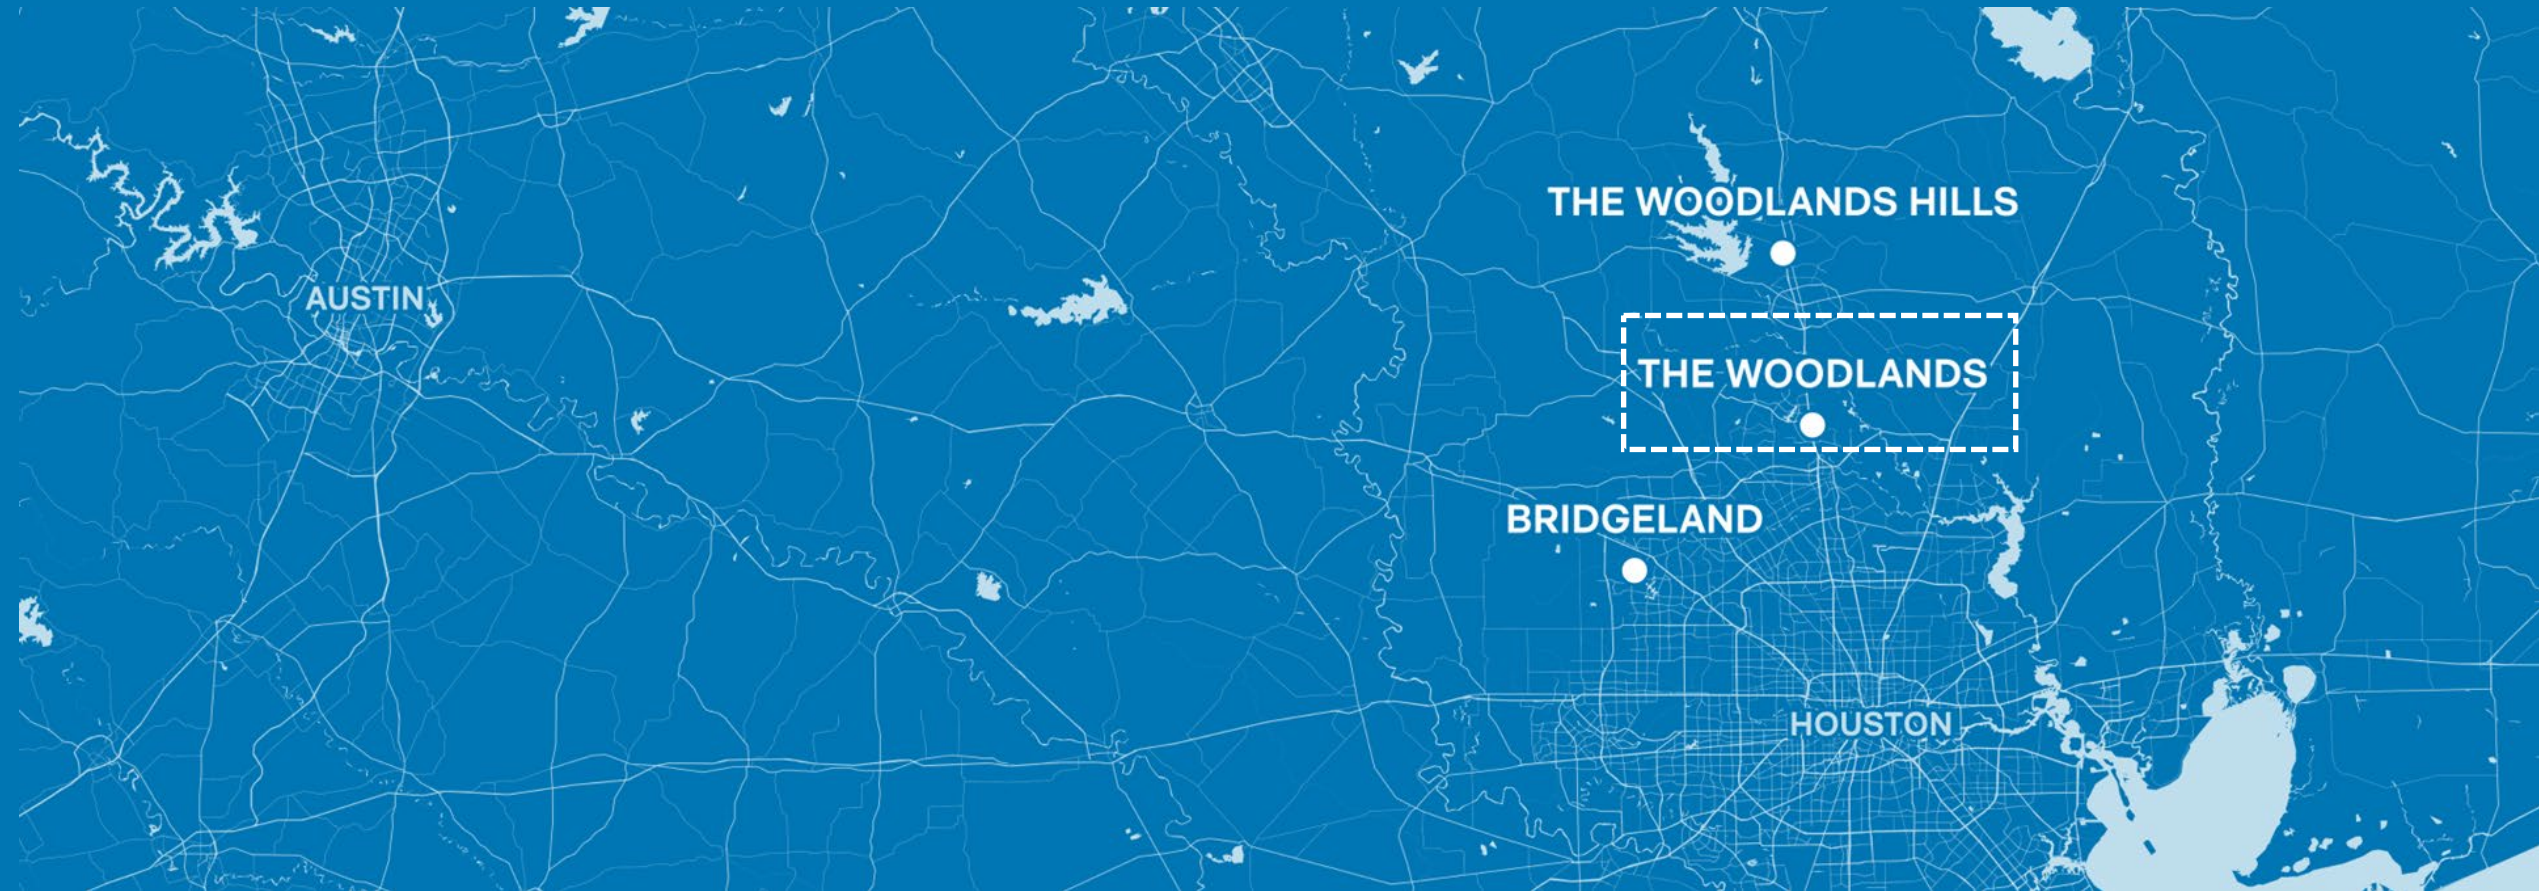 THE WOODLANDS HILLS
AUSTIN
THE WOODLANDS
BRIDGELAND
HOUSTON